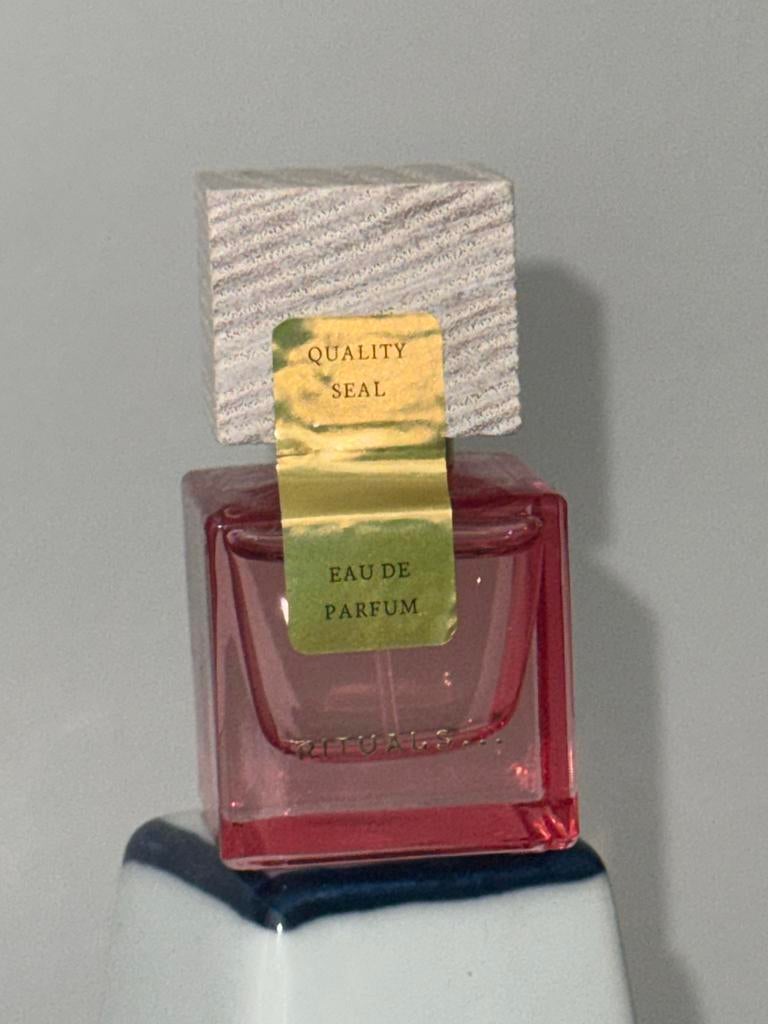 QUALITY
SEAL
EAU DE
PARFUM
RITUALS...